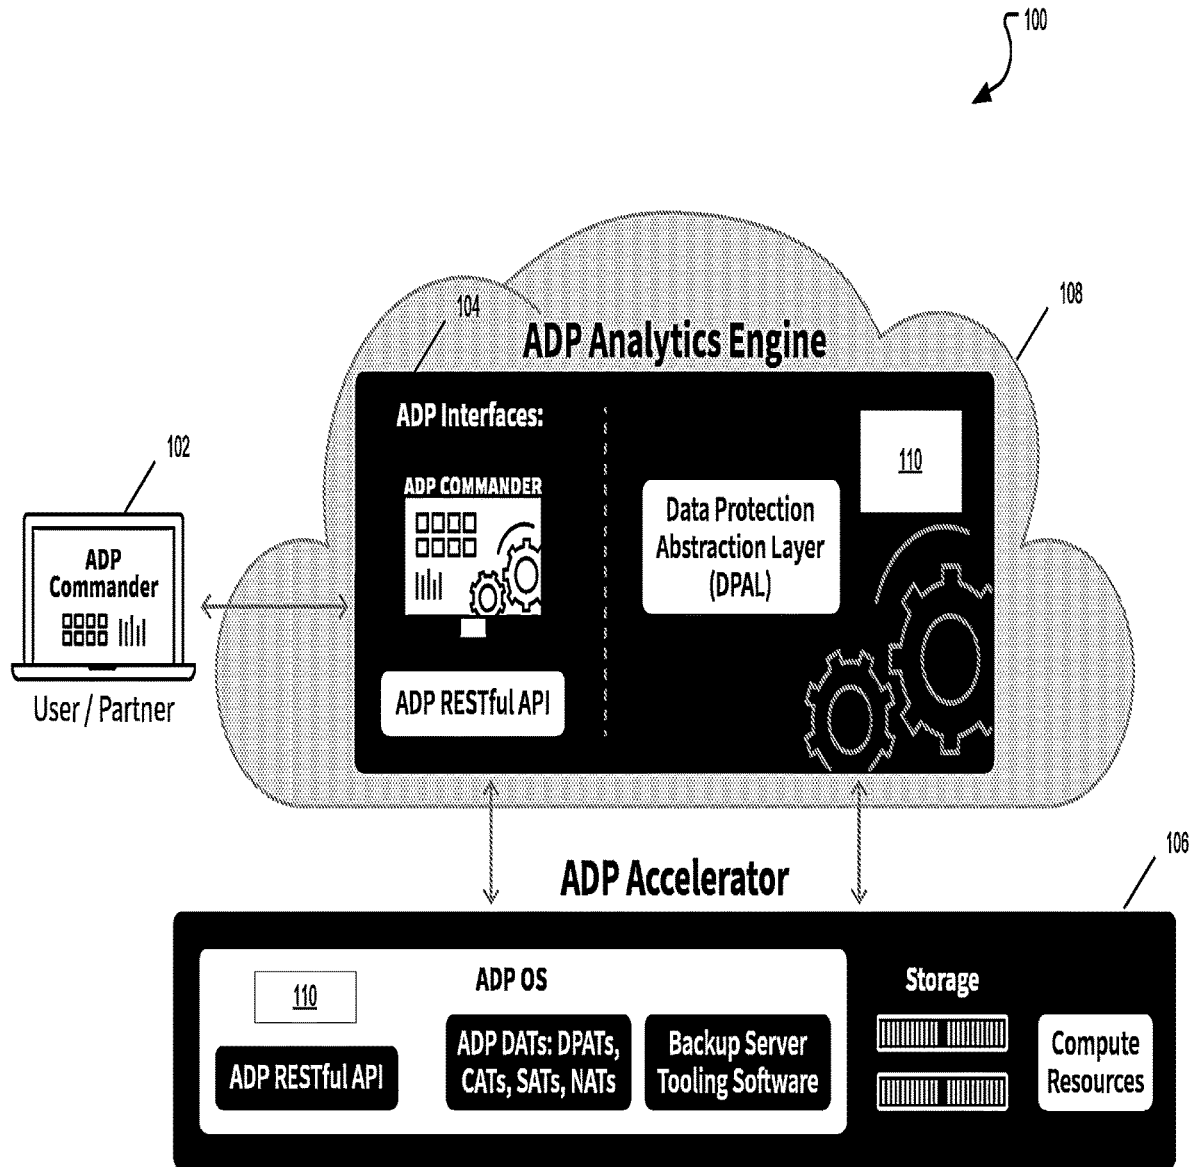 100
108
104
ADP Analytics Engine
ADP Interfaces:
102
110
ADP COMMANDER
Data Protection
Abstraction Layer
(DPAL)
ADP
Commander
ADP RESTful API
User / Partner
106
ADP Accelerator
ADP OS
Storage
110
ADP DATs: DPATs,
CATs, SATs, NATs
Backup Server
Tooling Software
Compute
Resources
ADP RESTful API